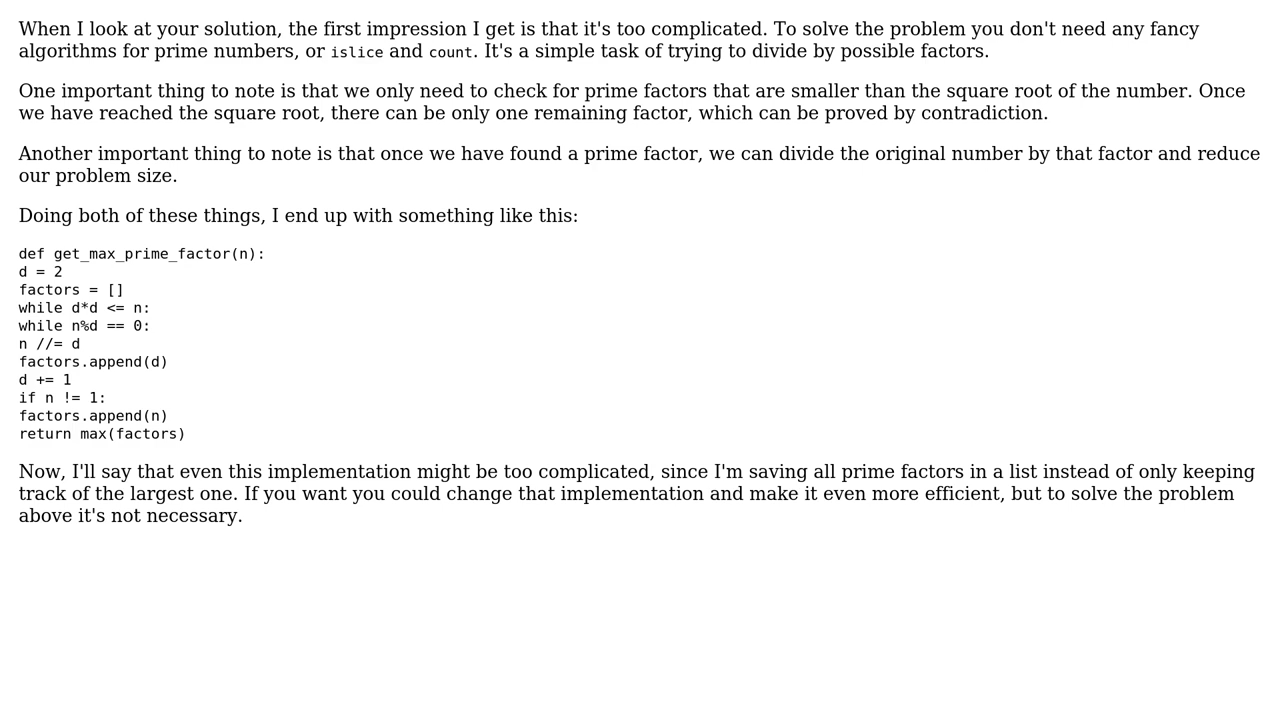 When I look at your solution, the first impression I get is that it's too complicated. To solve the problem you don't need any fancy
algorithms for prime numbers, or islice and count. It's a simple task of trying to divide by possible factors.
One important thing to note is that we only need to check for prime factors that are smaller than the square root of the number. Once
we have reached the square root, there can be only one remaining factor, which can be proved by contradiction.
Another important thing to note is that once we have found a prime factor, we can divide the original number by that factor and reduce
our problem size.
Doing both of these things, I end up with something like this:
def get_max_prime_factor(n):
d = 2
factors = []
while d*d <= n:
while n%d == 0:
n //= d
factors.append(d)
d += 1
if n != 1:
factors.append(n)
return max(factors)
Now, I'll say that even this implementation might be too complicated, since I'm saving all prime factors in a list instead of only keeping
track of the largest one. If you want you could change that implementation and make it even more efficient, but to solve the problem
above it's not necessary.